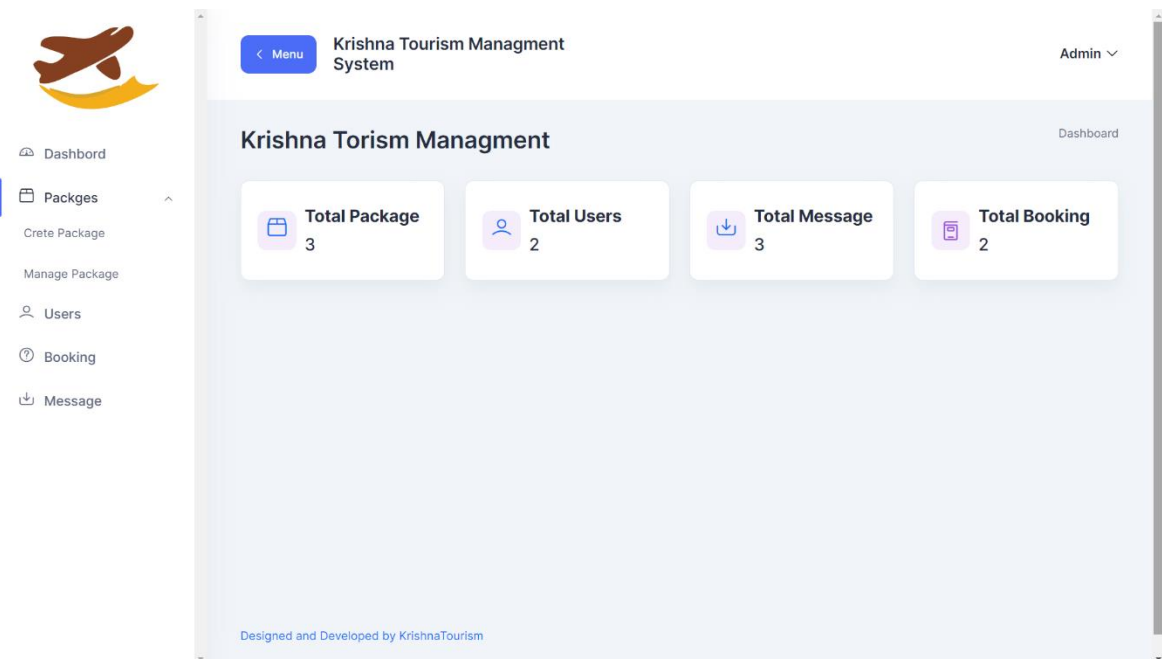 Dashbord
Packges
Crete Package
Manage Package
Users
Booking
Message
Menu
Krishna Tourism Managment
System
Admin
Krishna Torism Managment
Dashboard
Total Package
3
Total Users
2
Total Message
3
Total Booking
2
Designed and Developed by KrishnaTourism